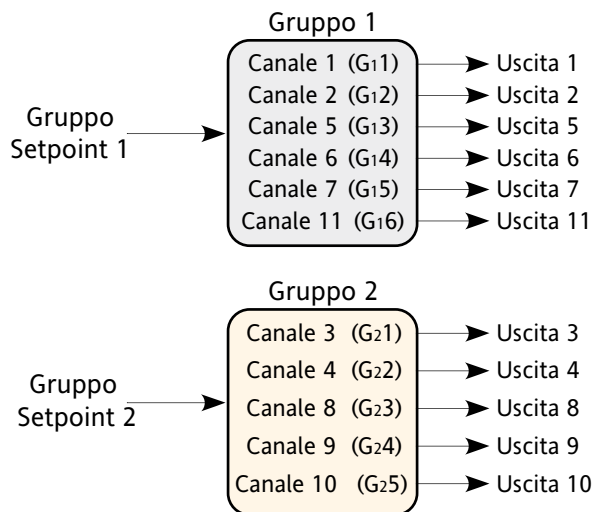 Gruppo 1
Gruppo
Setpoint 1
Canale 1 (G11) Uscita 1
Canale 2 (G12) Uscita 2
Canale 5 (G13) Uscita 5
Canale 6 (G14) Uscita 6
Canale 7 (G15) Uscita 7
Canale 11 (G16) Uscita 11
Gruppo 2
Gruppo
Setpoint 2
Canale 3 (G21) Uscita 3
Canale 4 (G22) Uscita 4
Canale 8 (G23) Uscita 8
Canale 9 (G24) Uscita 9
Canale 10 (G25) Uscita 10